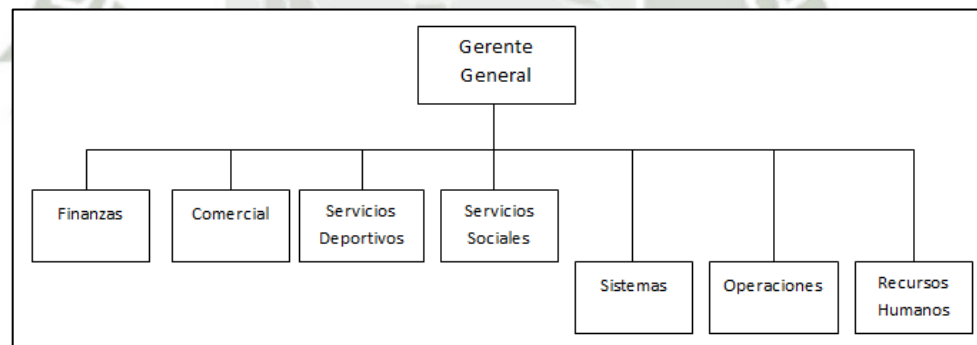 Gerente
General
Finanzas
Comercial
Servicios
Deportivos
Servicios
Sociales
Sistemas
Operaciones
Recursos
Humanos